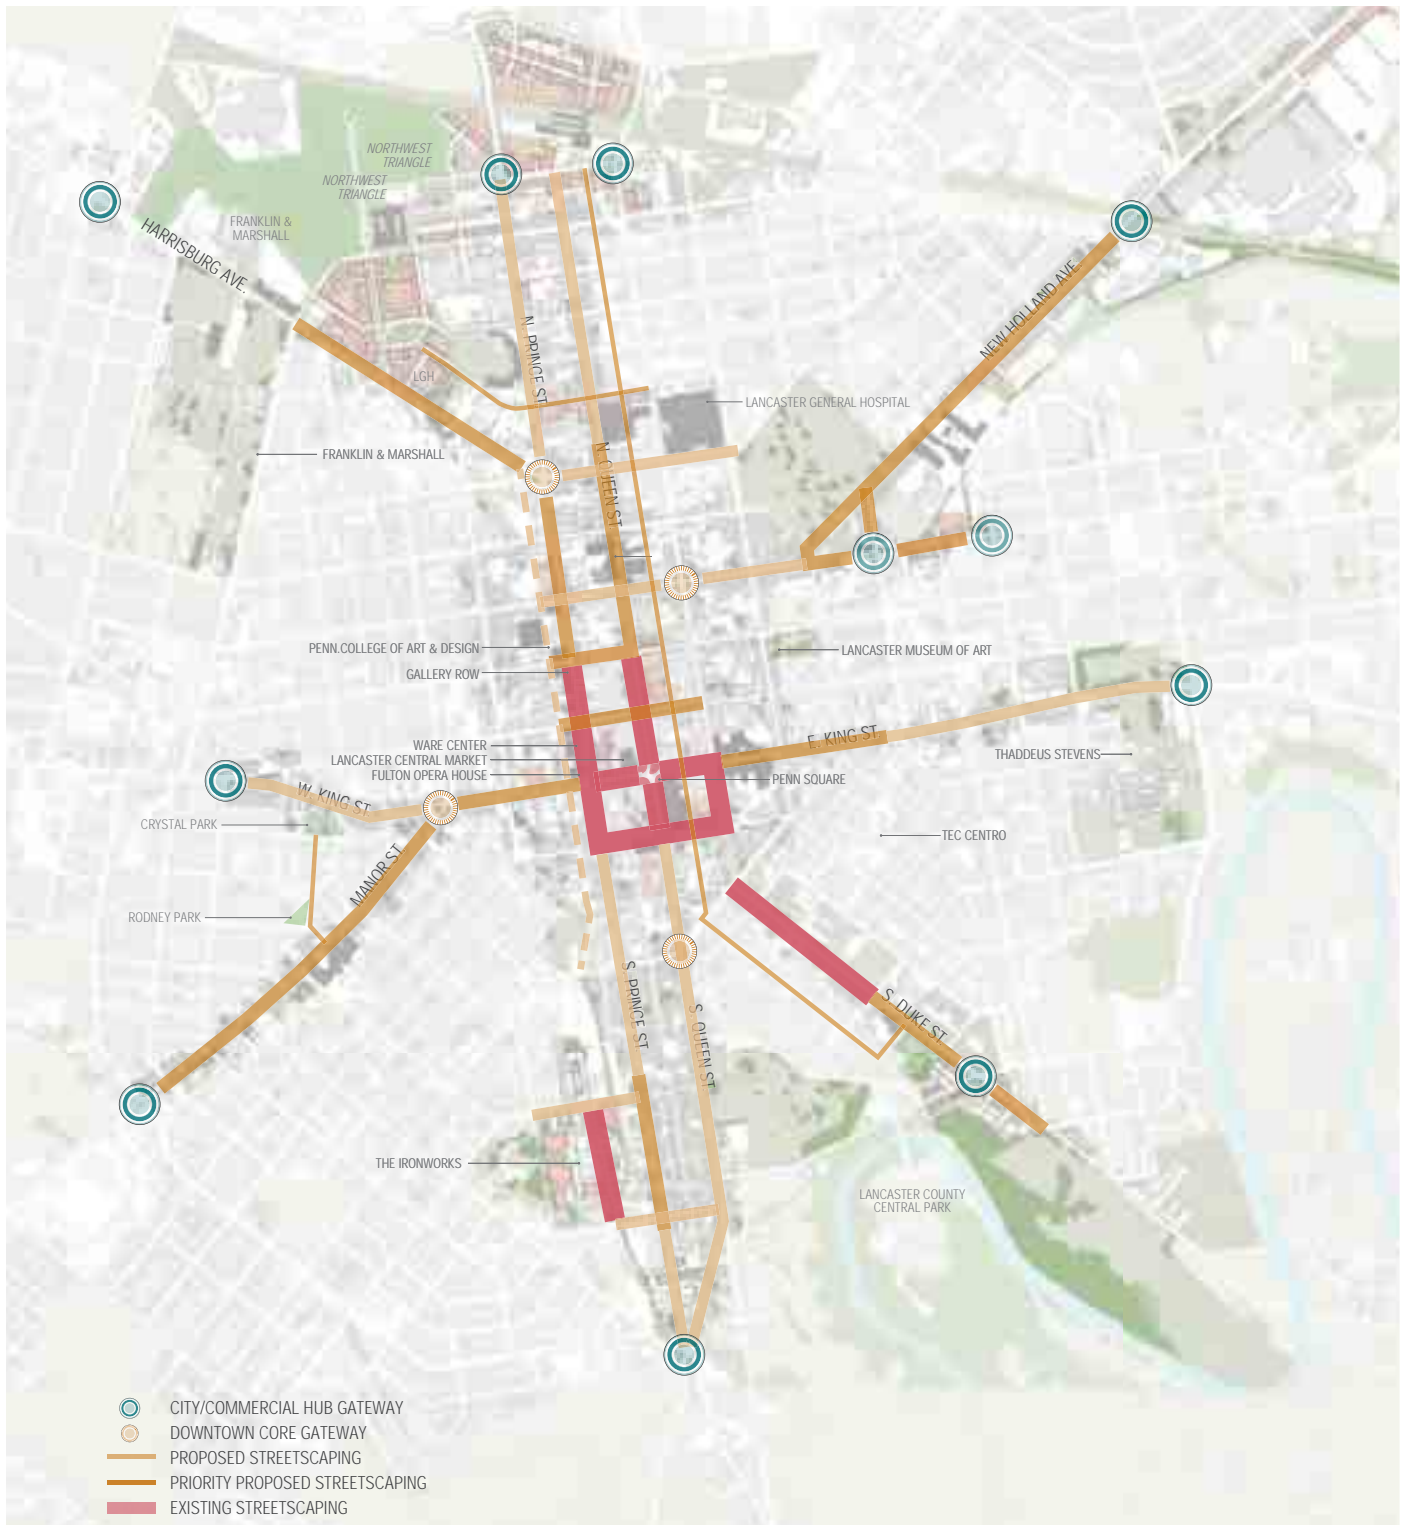 NORTHWEST
TRIANGLE
NORTHWEST
TRIANGLE
FRANKLIN &
MARSHALL
HARRISBURG AVE.
NEW HOLLAND AVE.
N. PRINCE ST.
LGH
LANCASTER GENERAL HOSPITAL
FRANKLIN & MARSHALL
N. QUEEN ST.
PENN.COLLEGE OF ART & DESIGN
LANCASTER MUSEUM OF ART
GALLERY ROW
E. KING ST.
WARE CENTER
LANCASTER CENTRAL MARKET
FULTON OPERA HOUSE
THADDEUS STEVENS
PENN SQUARE
W. KING ST.
CRYSTAL PARK
TEC CENTRO
MANOR ST.
RODNEY PARK
S. PRINCE ST.
S. QUEEN ST.
S. DUKE ST.
THE IRONWORKS
LANCASTER COUNTY
CENTRAL PARK
CITY/COMMERCIAL HUB GATEWAY
DOWNTOWN CORE GATEWAY
PROPOSED STREETSCAPING
PRIORITY PROPOSED STREETSCAPING
EXISTING STREETSCAPING